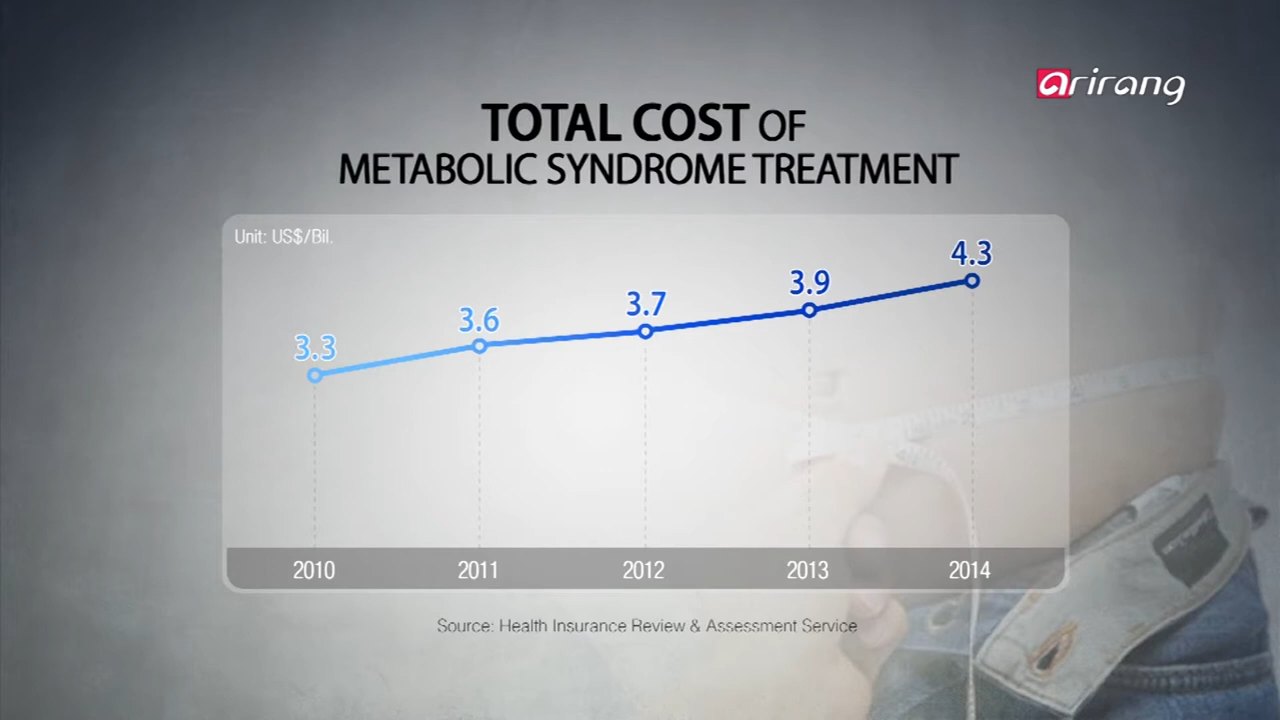 arirang
TOTAL COST OF
METABOLIC SYNDROME TREATMENT
Unit: US$/Bil.
3.3
3.6
3.7
3.9
4.3
2010 2011 2012 2013 2014
Source: Health Insurance Review & Assessment Service